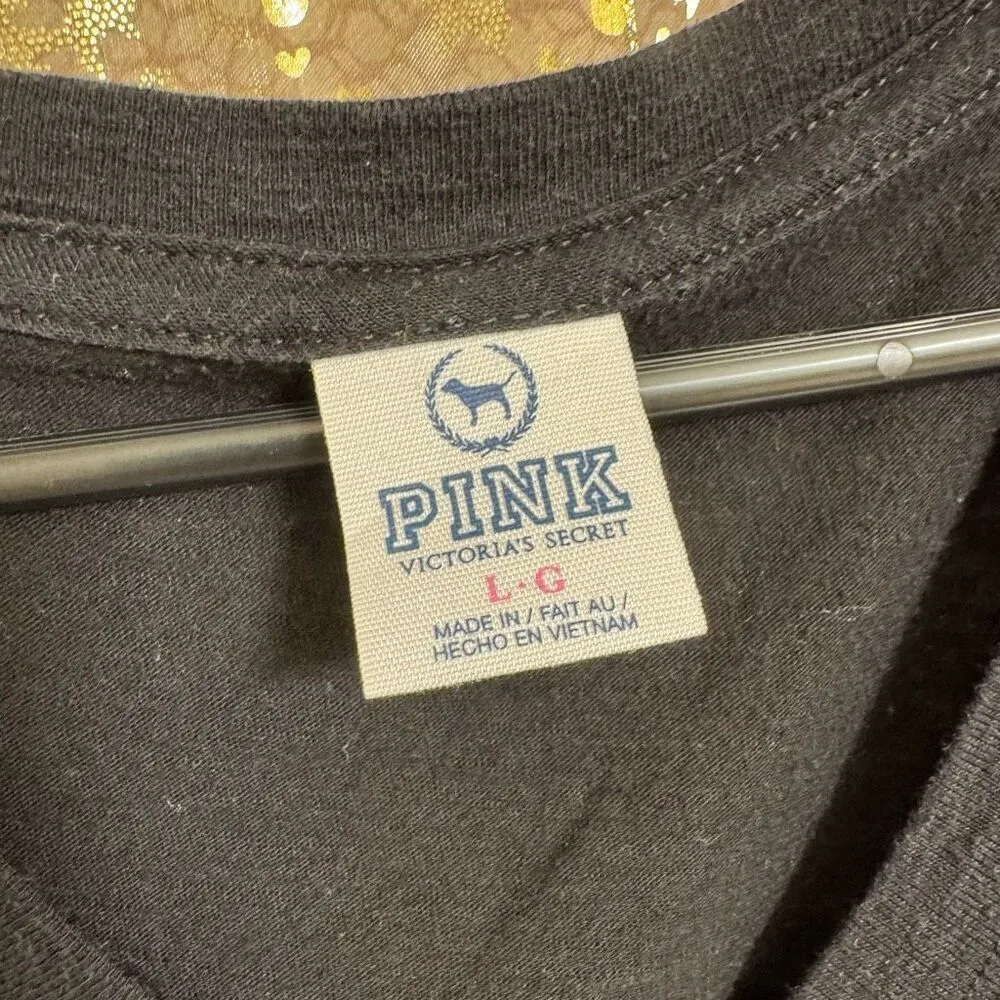 PINK
VICTORIA'S SECRET
L·G
MADE IN / FAIT AU /
HECHO EN VIETNAM